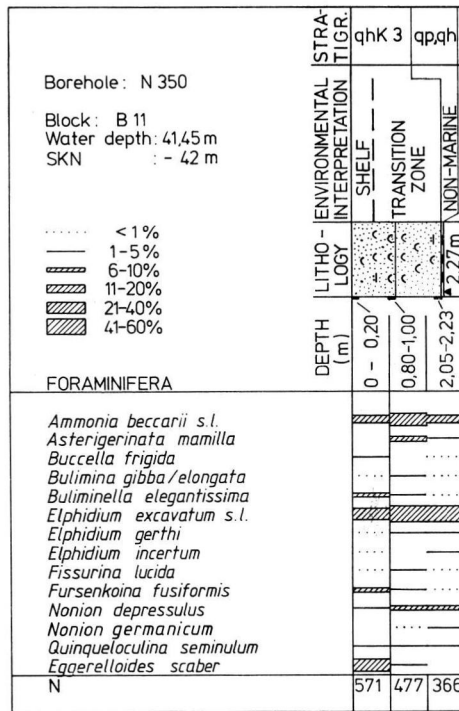 STRA-
TIGR.
qhK 3
qp,qh
Borehole: N 350
Block: B 11
Water depth: 41,45 m
SKN : - 42 m
ENVIRONMENTAL
INTERPRETATION
SHELF
TRANSITION
ZONE
NON-MARINE
LITHO-
LOGY
2,27m
< 1 %
1-5%
6-10%
11-20%
21-40%
41-60%
DEPTH
(m)
0 - 0,20
0,80-1,00
2,05-2,23
FORAMINIFERA
Ammonia beccarii s.l.
Asterigerinata mamilla
Buccella frigida
Bulimina gibba/elongata
Buliminella elegantissima
Elphidium excavatum s.l.
Elphidium gerthi
Elphidium incertum
Fissurina lucida
Fursenkoina fusiformis
Nonion depressulus
Nonion germanicum
Quinqueloculina seminulum
Eggerelloides scaber
N 571 477 366